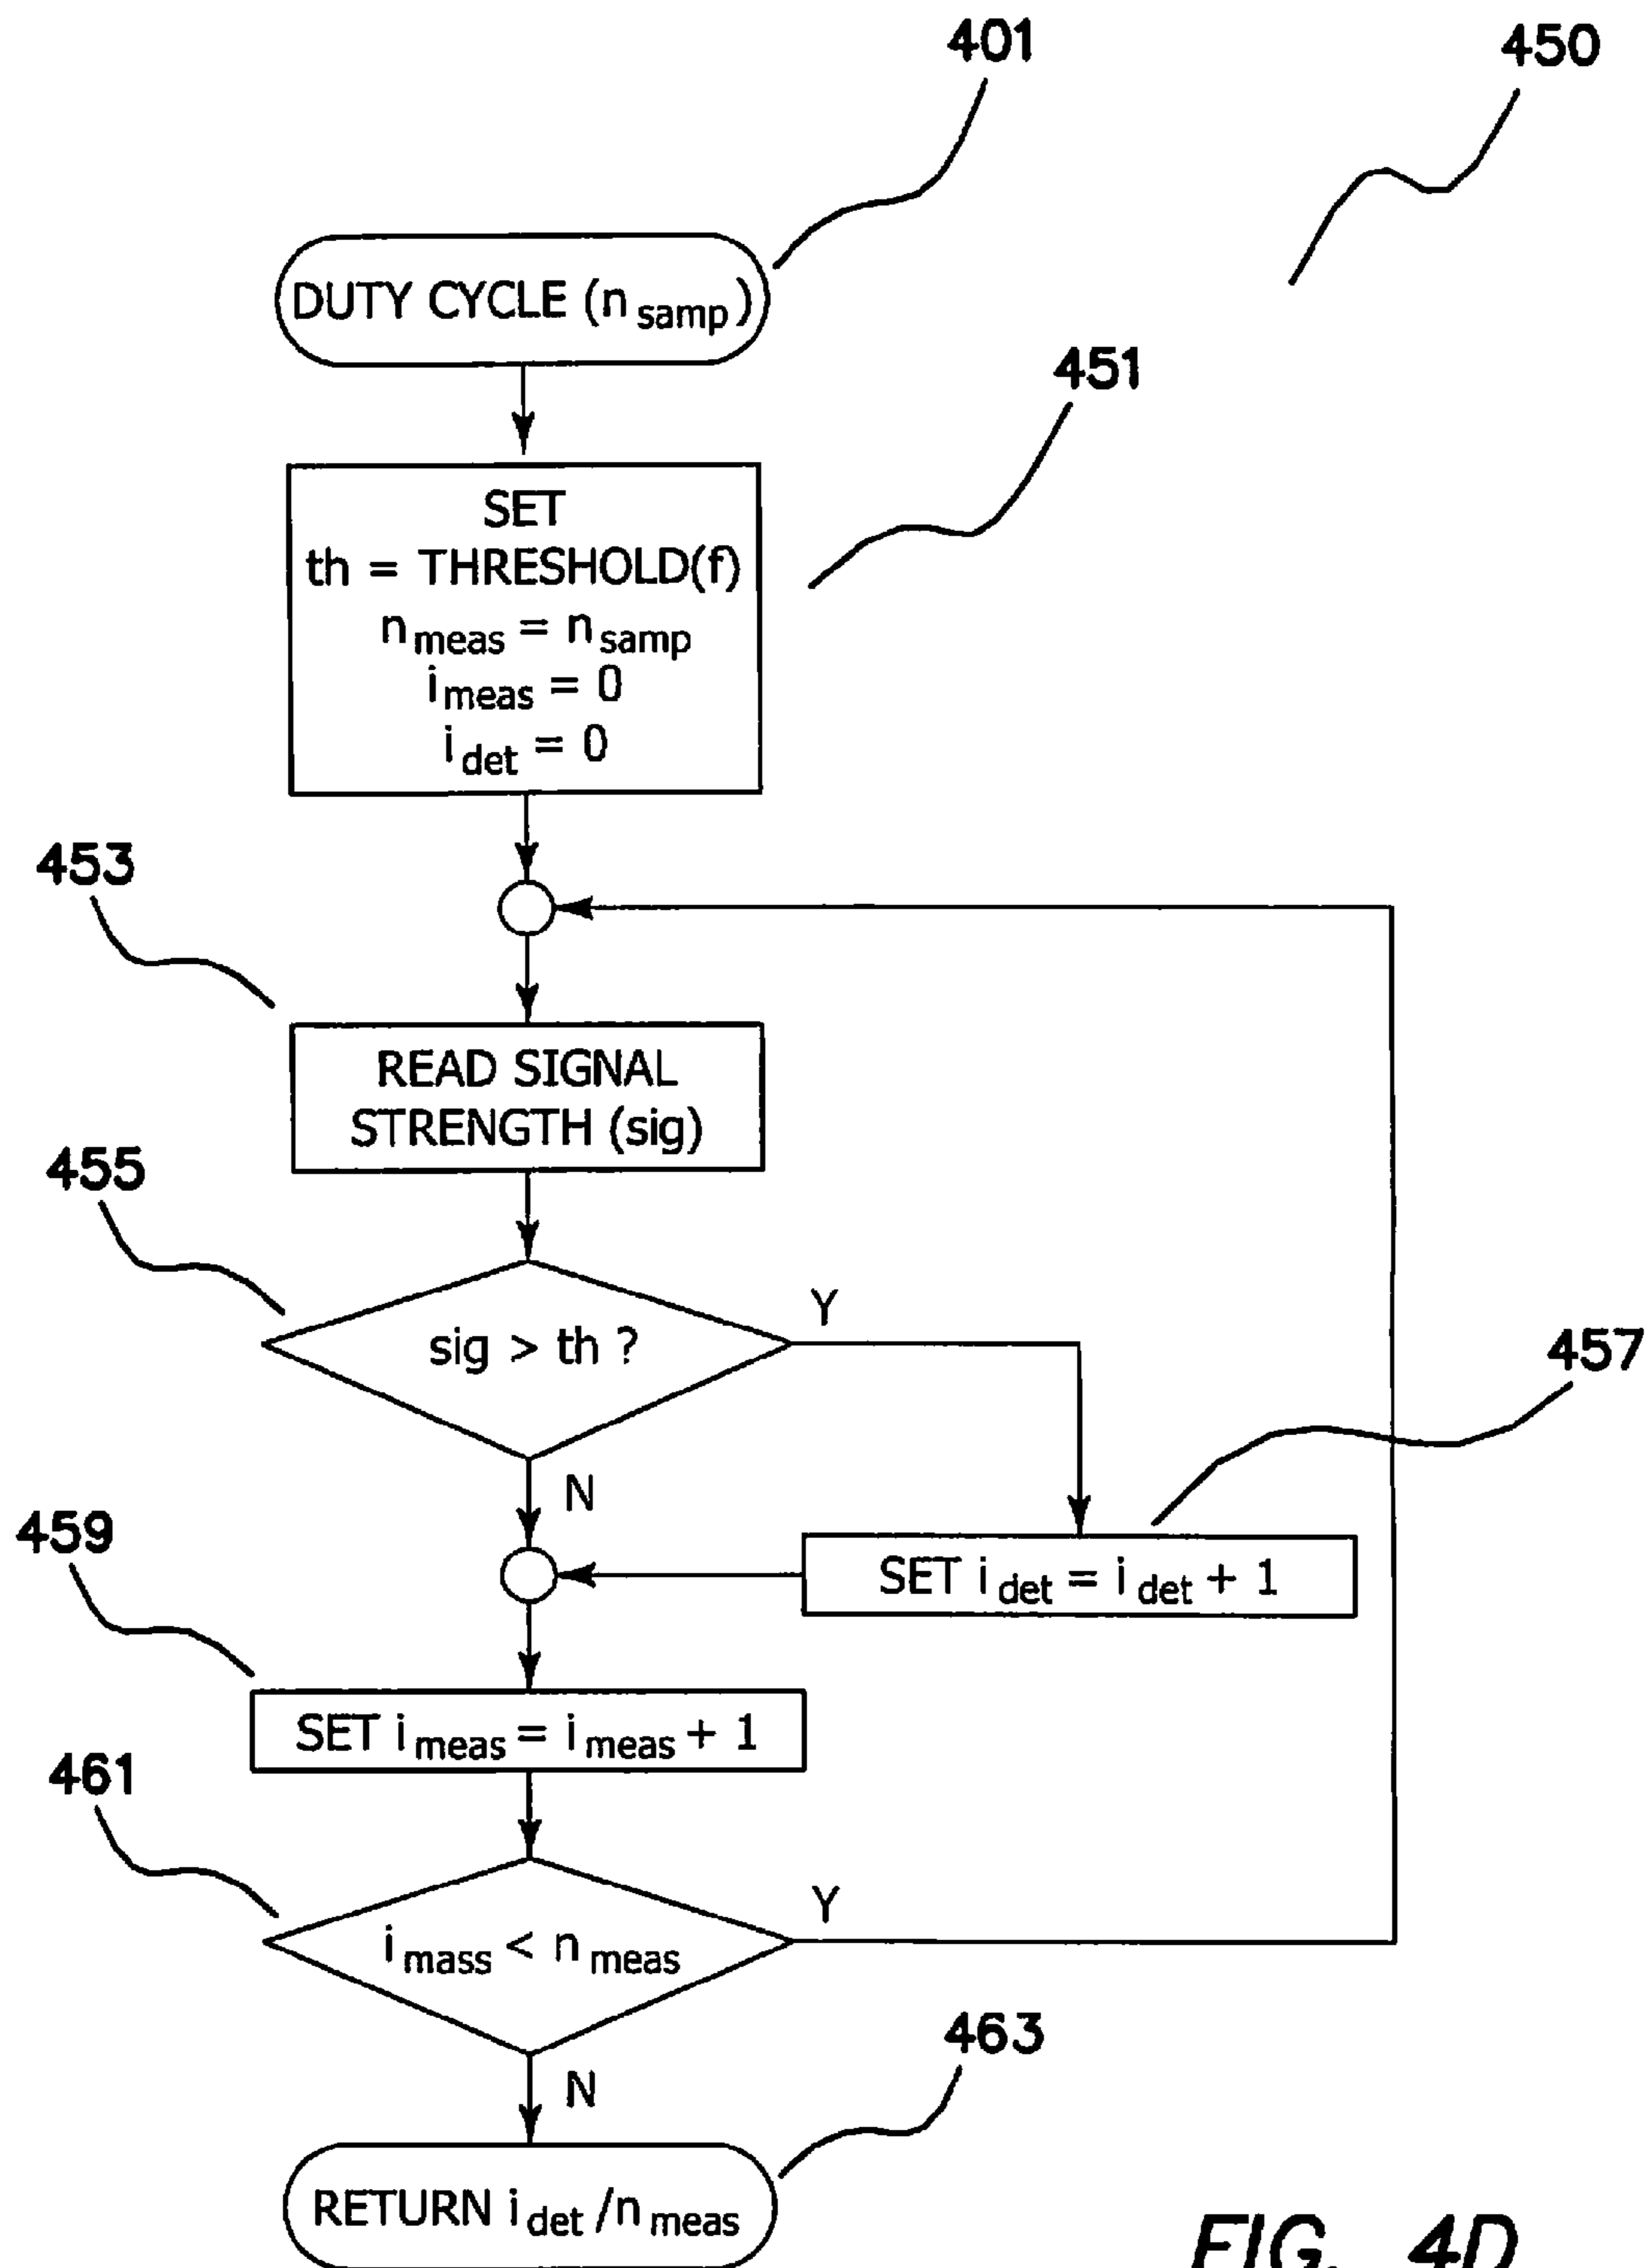 401
450
DUTY CYCLE (n samp)
451
SET
th = THRESHOLD(f)
n meas = n samp
i meas = 0
i det = 0
453
READ SIGNAL
STRENGTH (sig)
455
sig > th ?
Y
457
N
SET i det = i det + 1
459
SET i meas = i meas + 1
461
i mass < n meas
Y
463
N
RETURN i det /n meas
FIG. 4D